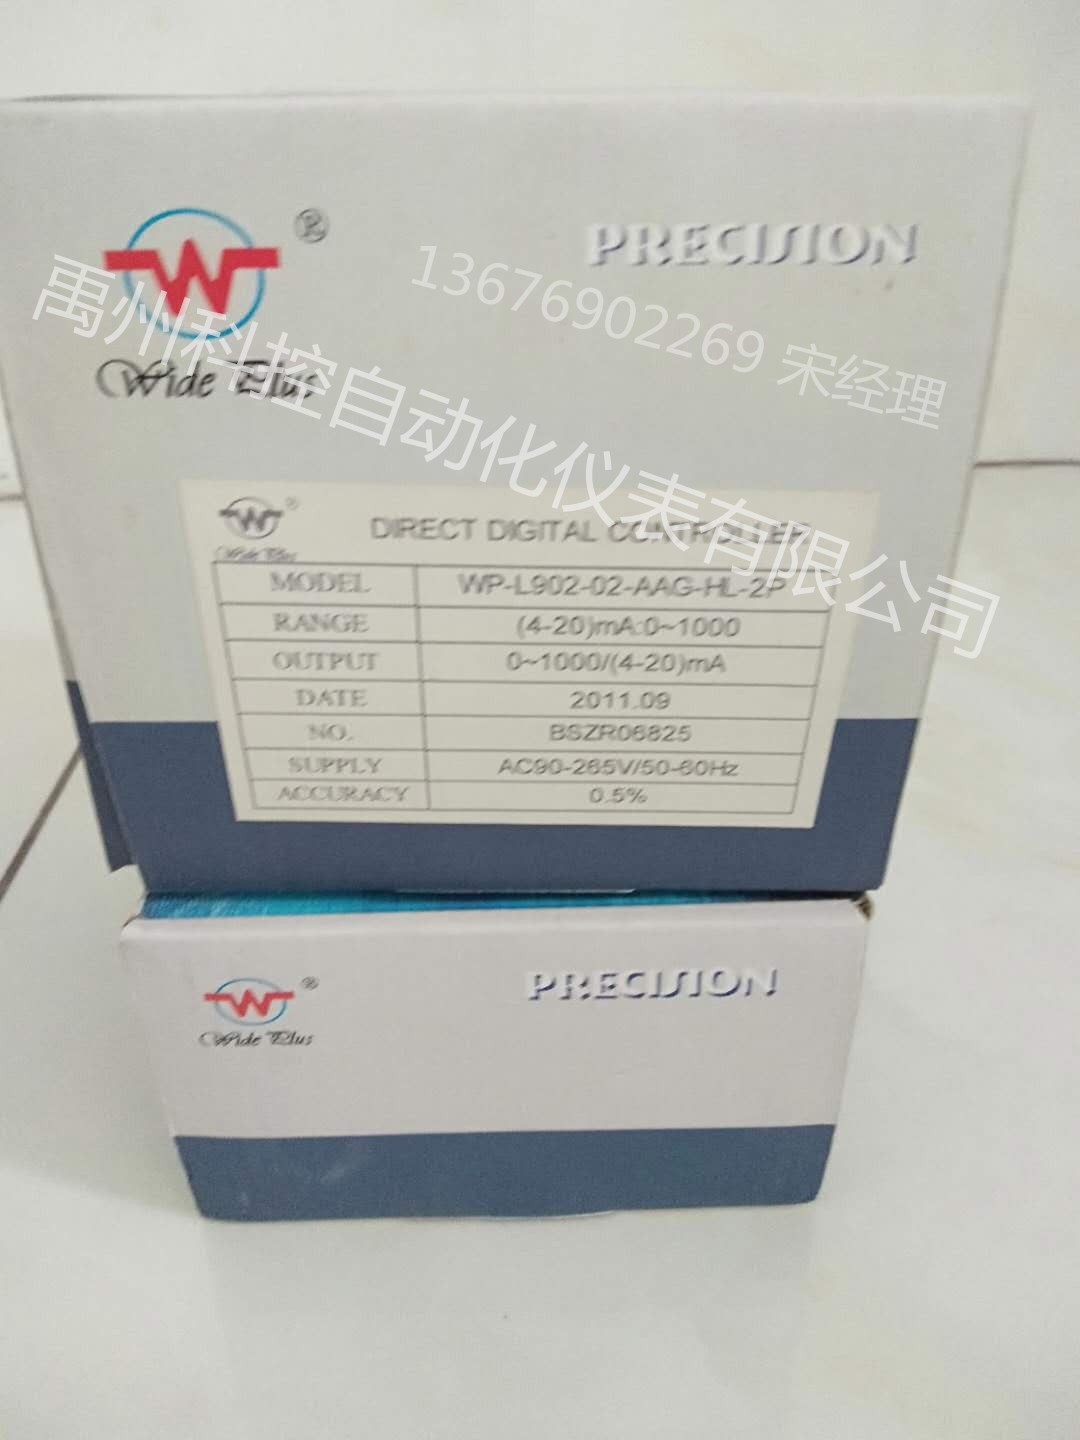 ®
PRECISION
13676902269 宋经理
禹州科控自动化仪表有限公司
Wide Plus
®
Wide Plus
DIRECT DIGITAL CONTROLLER
MODEL WP-L902-02-AAG-HL-2P
RANGE (4-20)mA:0~1000
OUTPUT 0~1000/(4-20)mA
DATE 2011.09
NO. BSZR06825
SUPPLY AC90-265V/50-60Hz
ACCURACY 0.5%
®
PRECISION
Wide Plus